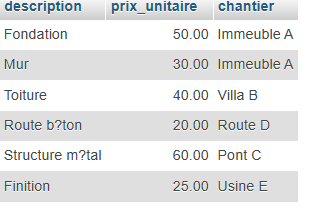 description prix_unitaire chantier
Fondation 50.00 Immeuble A
Mur 30.00 Immeuble A
Toiture 40.00 Villa B
Route b?ton 20.00 Route D
Structure m?tal 60.00 Pont C
Finition 25.00 Usine E